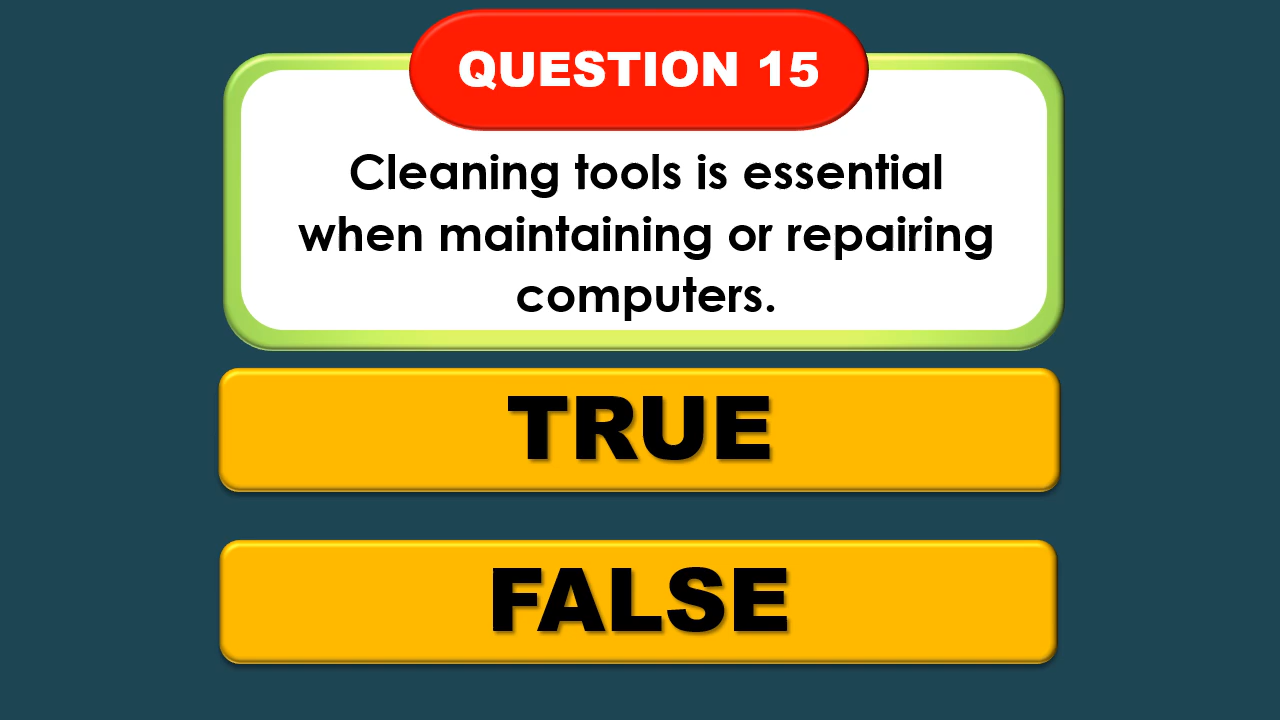 QUESTION 15
Cleaning tools is essential
when maintaining or repairing
computers.
TRUE
FALSE